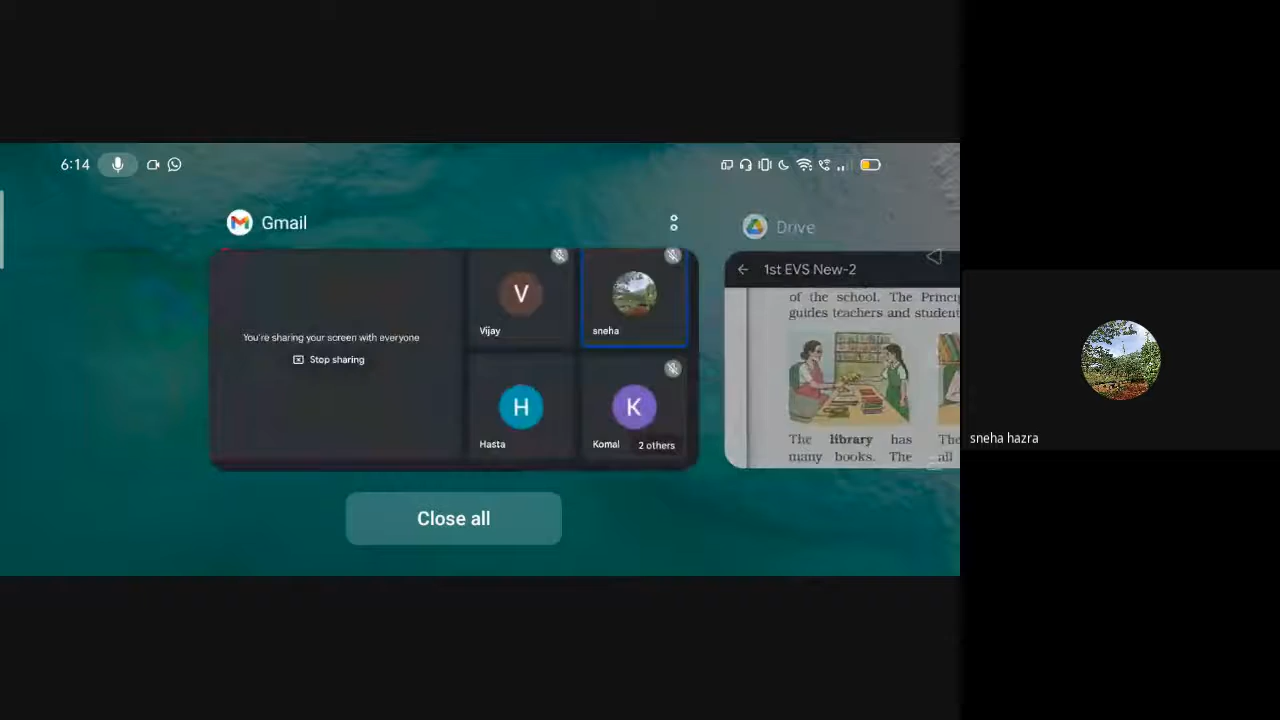 6:14
Gmail
Drive
You're sharing your screen with everyone
Stop sharing
V
Vijay
sneha
H
Hasta
K
Komal
2 others
1st EVS New-2
of the school. The Princi
guides teachers and student
The library has The
many books. The all
Close all
sneha hazra